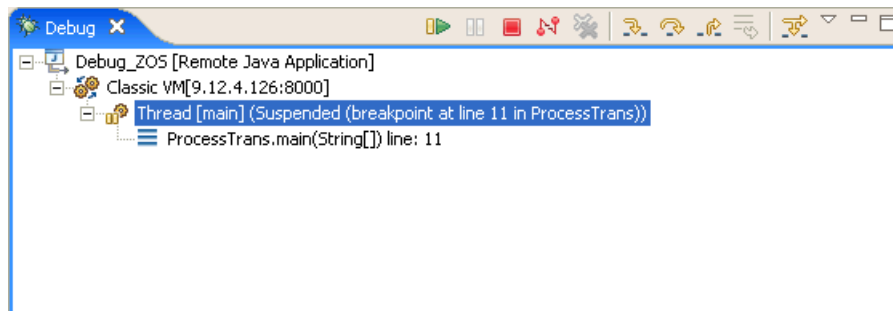 Debug
Debug_ZOS [Remote Java Application]
Classic VM[9.12.4.126:8000]
Thread [main] (Suspended (breakpoint at line 11 in ProcessTrans))
ProcessTrans.main(String[]) line: 11